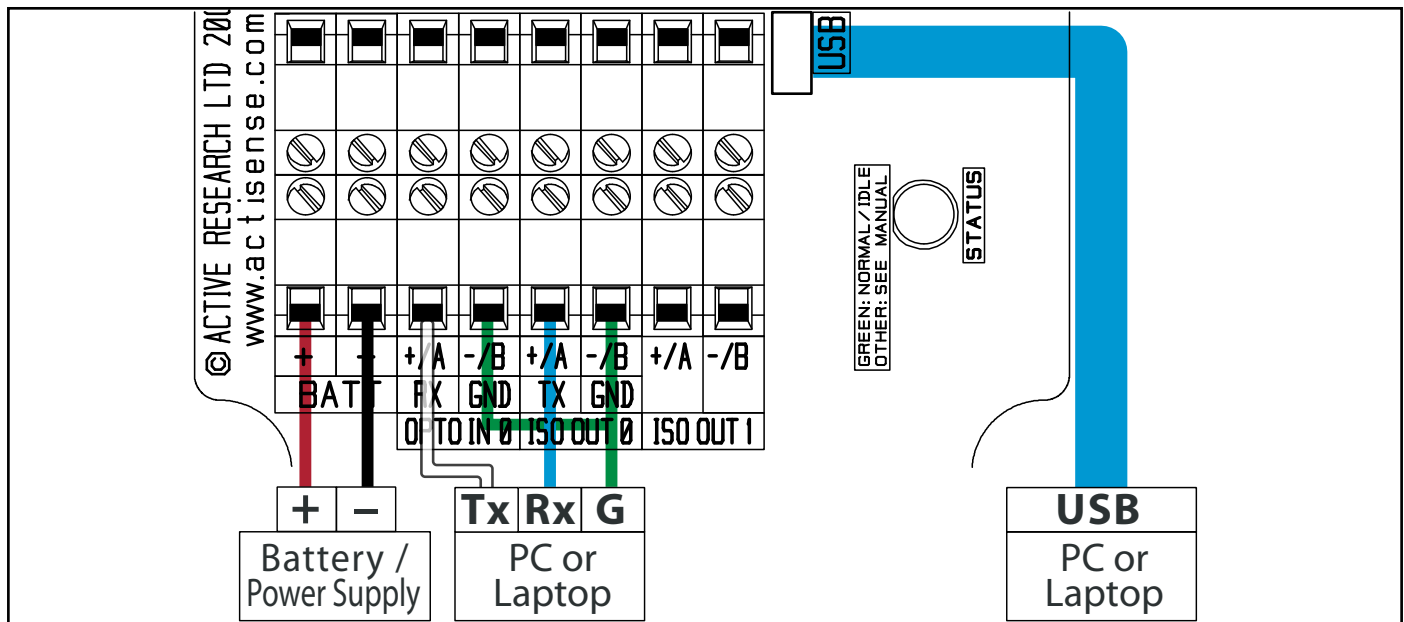 © ACTIVE RESEARCH LTD
www.actisense.com
USB
GREEN: NORMAL/IDLE
OTHER: SEE MANUAL
STATUS
+ - +/A -/B +/A -/B +/A -/B
BATT RX GND TX GND
OPTO IN 0 ISO OUT 0 ISO OUT 1
+ −
Battery /
Power Supply
Tx Rx G
PC or
Laptop
USB
PC or
Laptop